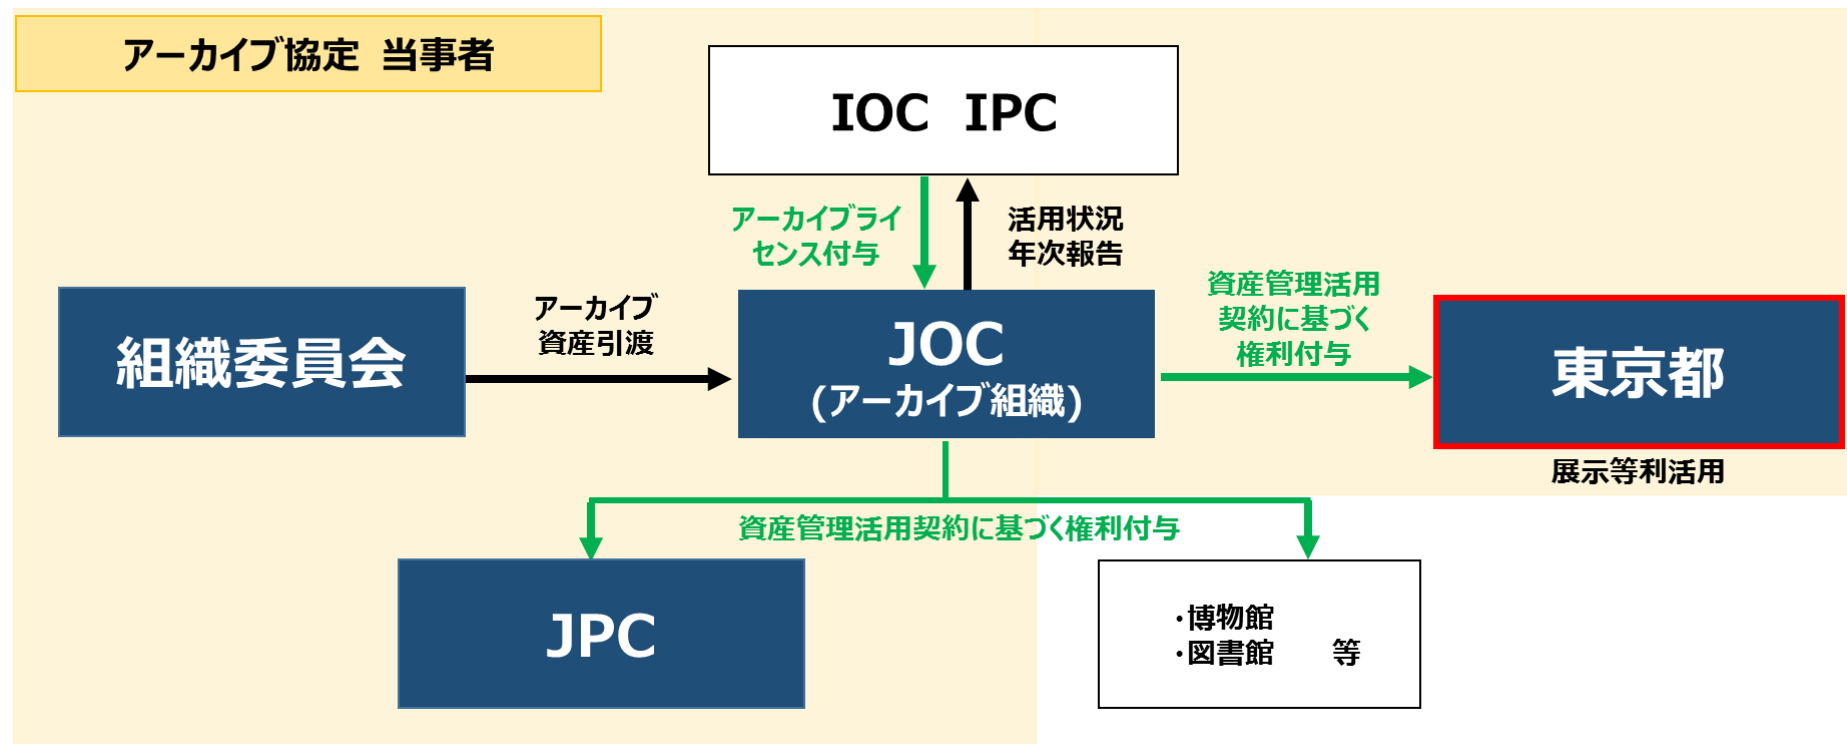 アーカイブ協定 当事者
IOC IPC
アーカイブライ
センス付与
活用状況
年次報告
組織委員会
アーカイブ
資産引渡
JOC
(アーカイブ組織)
資産管理活用
契約に基づく
権利付与
東京都
展示等利活用
資産管理活用契約に基づく権利付与
JPC
・博物館
・図書館 等